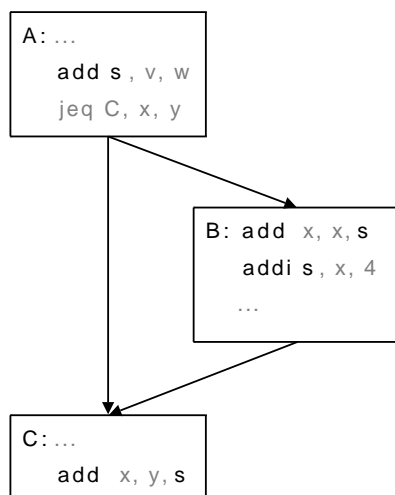 A: ...
add s , v, w
jeq C, x, y
B: add x, x, s
addi s , x, 4
...
C: ...
add x, y, s